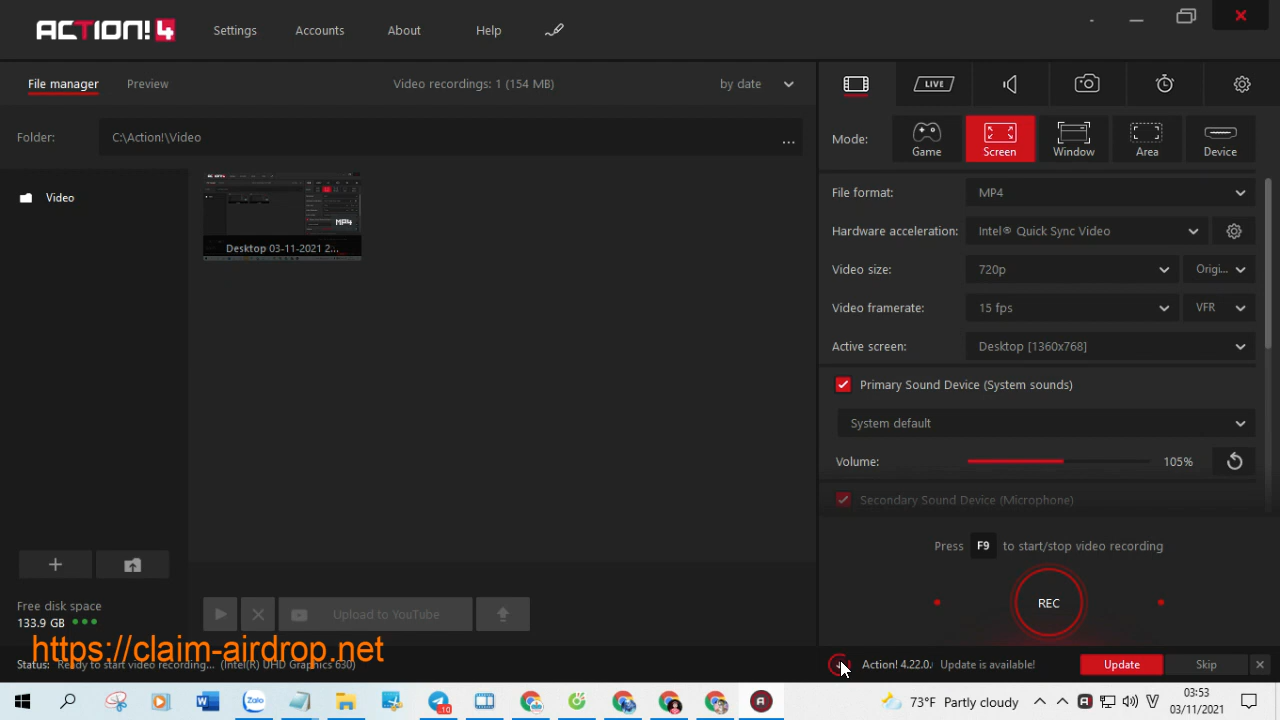 ACTION! 4
Settings
Accounts
About
Help
File manager
Preview
Video recordings: 1 (154 MB)
by date
LIVE
Folder:
C:\Action!\Video
...
Mode:
Game
Screen
Window
Area
Device
Video
MP4
Desktop 03-11-2021 2...
File format:
MP4
Hardware acceleration:
Intel® Quick Sync Video
Video size:
720p
Origi...
Video framerate:
15 fps
VFR
Active screen:
Desktop [1360x768]
Primary Sound Device (System sounds)
System default
Volume:
105%
Secondary Sound Device (Microphone)
Press F9 to start/stop video recording
REC
Free disk space
133.9 GB
Upload to YouTube
https://claim-airdrop.net
Status:
Ready to start video recording... (Intel(R) UHD Graphics 630)
Action! 4.22.0.
Update is available!
Update
Skip
Zalo
10
73°F Partly cloudy
03:53
03/11/2021